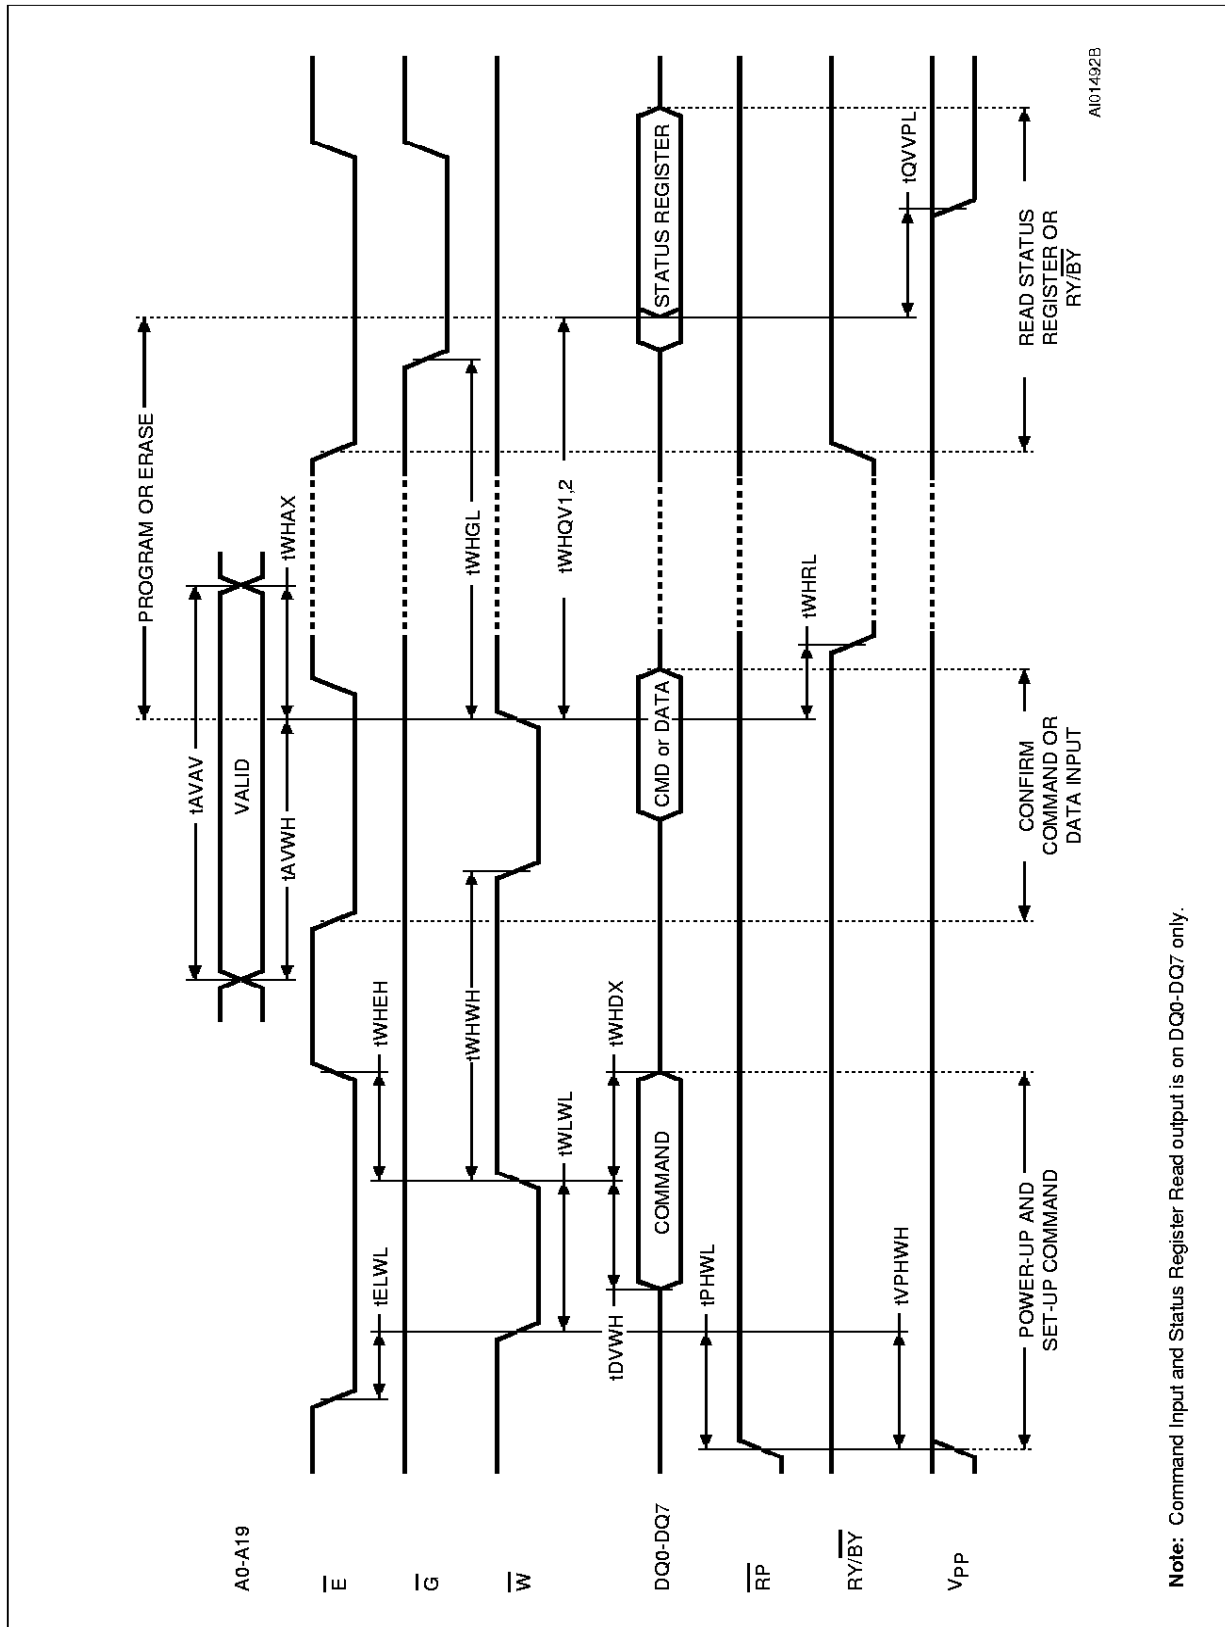 PROGRAM OR ERASE
tAVAV
A0-A19
VALID
tAVWH
tWHAX
E
tELWL
tWHEH
G
tWHWH
tWHGL
W
tWLWL
tWHQV1,2
tDVWH
tWHDX
DQ0-DQ7
COMMAND
CMD or DATA
STATUS REGISTER
tPHWL
RP
tWHRL
RY/BY
tVPHWH
tQVVPL
VPP
POWER-UP AND
SET-UP COMMAND
CONFIRM
COMMAND OR
DATA INPUT
READ STATUS
REGISTER OR
RY/BY
AI01492B
Note: Command Input and Status Register Read output is on DQ0-DQ7 only.